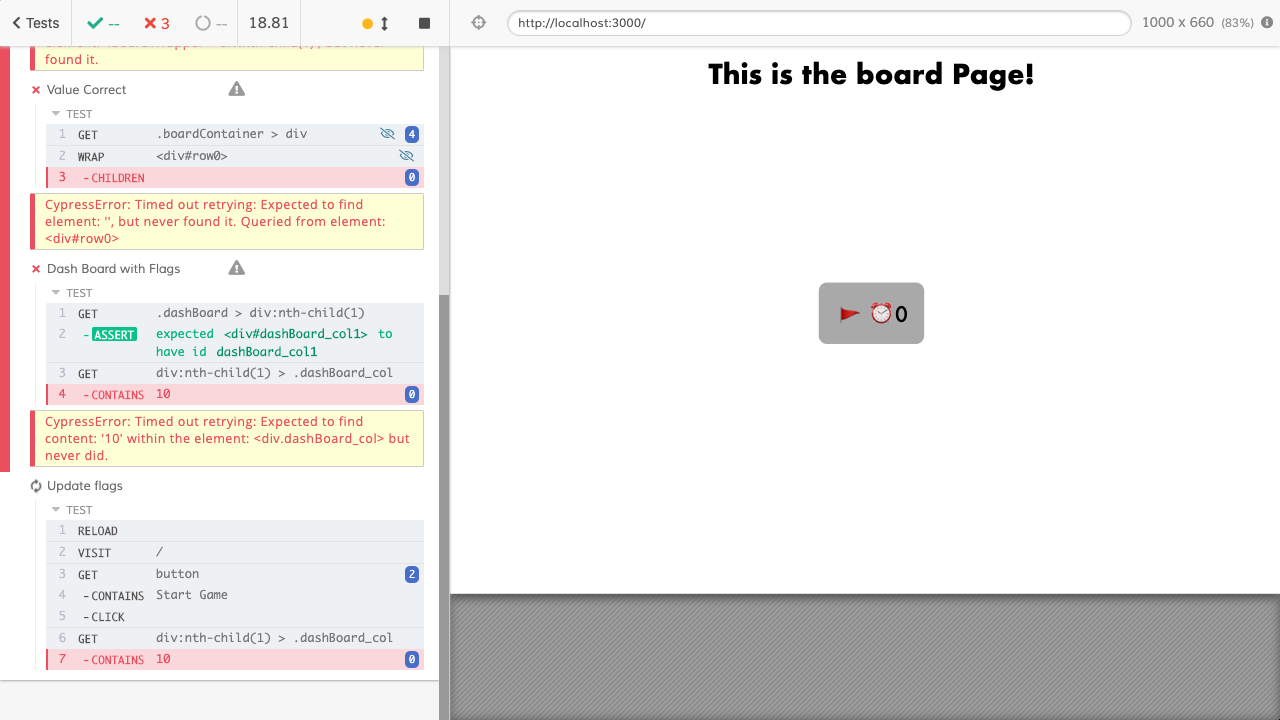 Tests
--
3
--
18.81
http://localhost:3000/
1000 x 660 (83%)
found it.
Value Correct
TEST
1 GET .boardContainer > div 4
2 WRAP <div#row0>
3 -CHILDREN 0
CypressError: Timed out retrying: Expected to find
element: '', but never found it. Queried from element:
<div#row0>
Dash Board with Flags
TEST
1 GET .dashBoard > div:nth-child(1)
2 -ASSERT expected <div#dashBoard_col1> to
have id dashBoard_col1
3 GET div:nth-child(1) > .dashBoard_col
4 -CONTAINS 10 0
CypressError: Timed out retrying: Expected to find
content: '10' within the element: <div.dashBoard_col> but
never did.
Update flags
TEST
1 RELOAD
2 VISIT /
3 GET button 2
4 -CONTAINS Start Game
5 -CLICK
6 GET div:nth-child(1) > .dashBoard_col
7 -CONTAINS 10 0
This is the board Page!
0